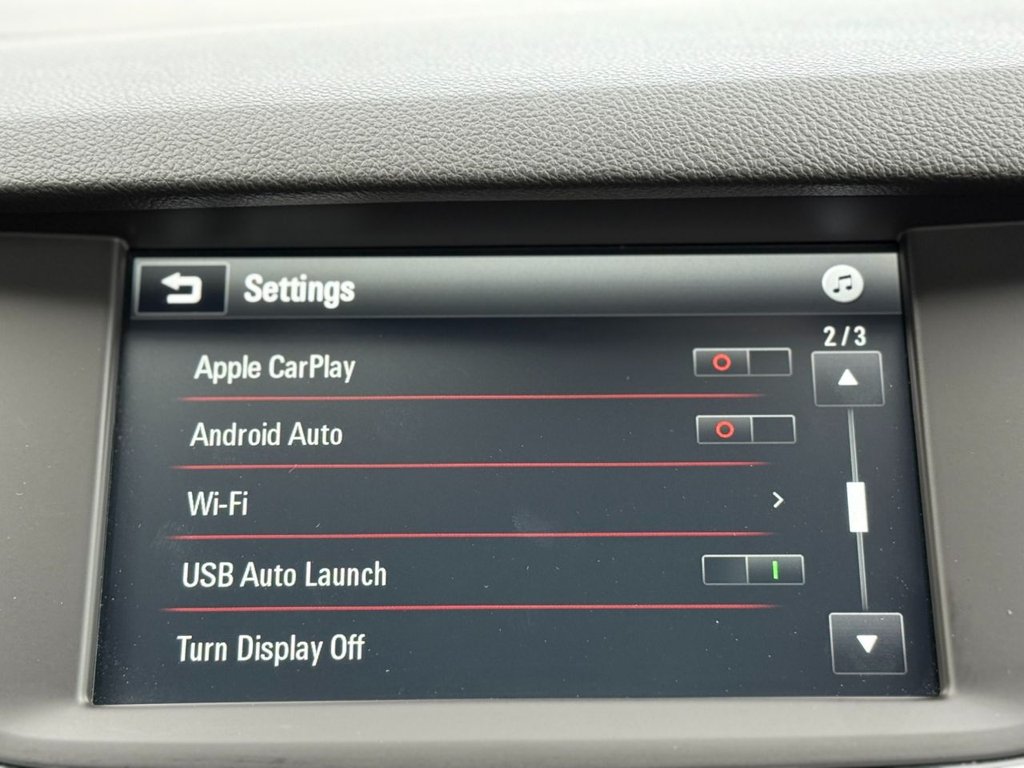 Settings
2/3
Apple CarPlay
Android Auto
Wi-Fi
USB Auto Launch
Turn Display Off